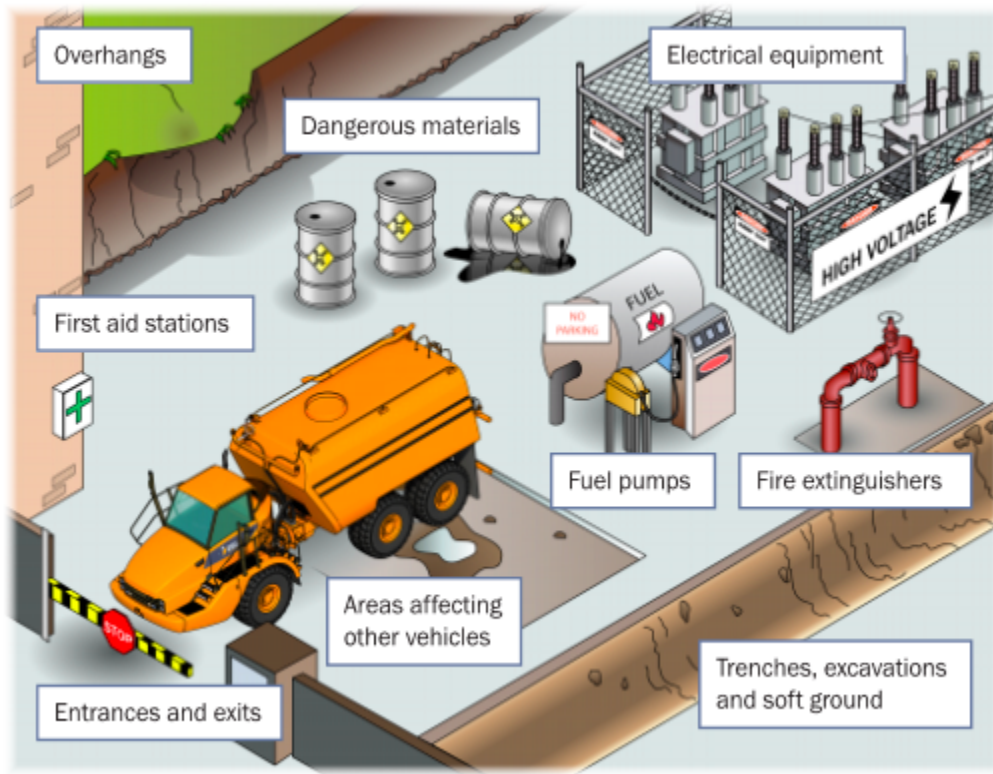 Overhangs
Electrical equipment
Dangerous materials
HIGH VOLTAGE
FUEL
NO
PARKING
First aid stations
Fuel pumps
Fire extinguishers
STOP
Areas affecting
other vehicles
Trenches, excavations
and soft ground
Entrances and exits